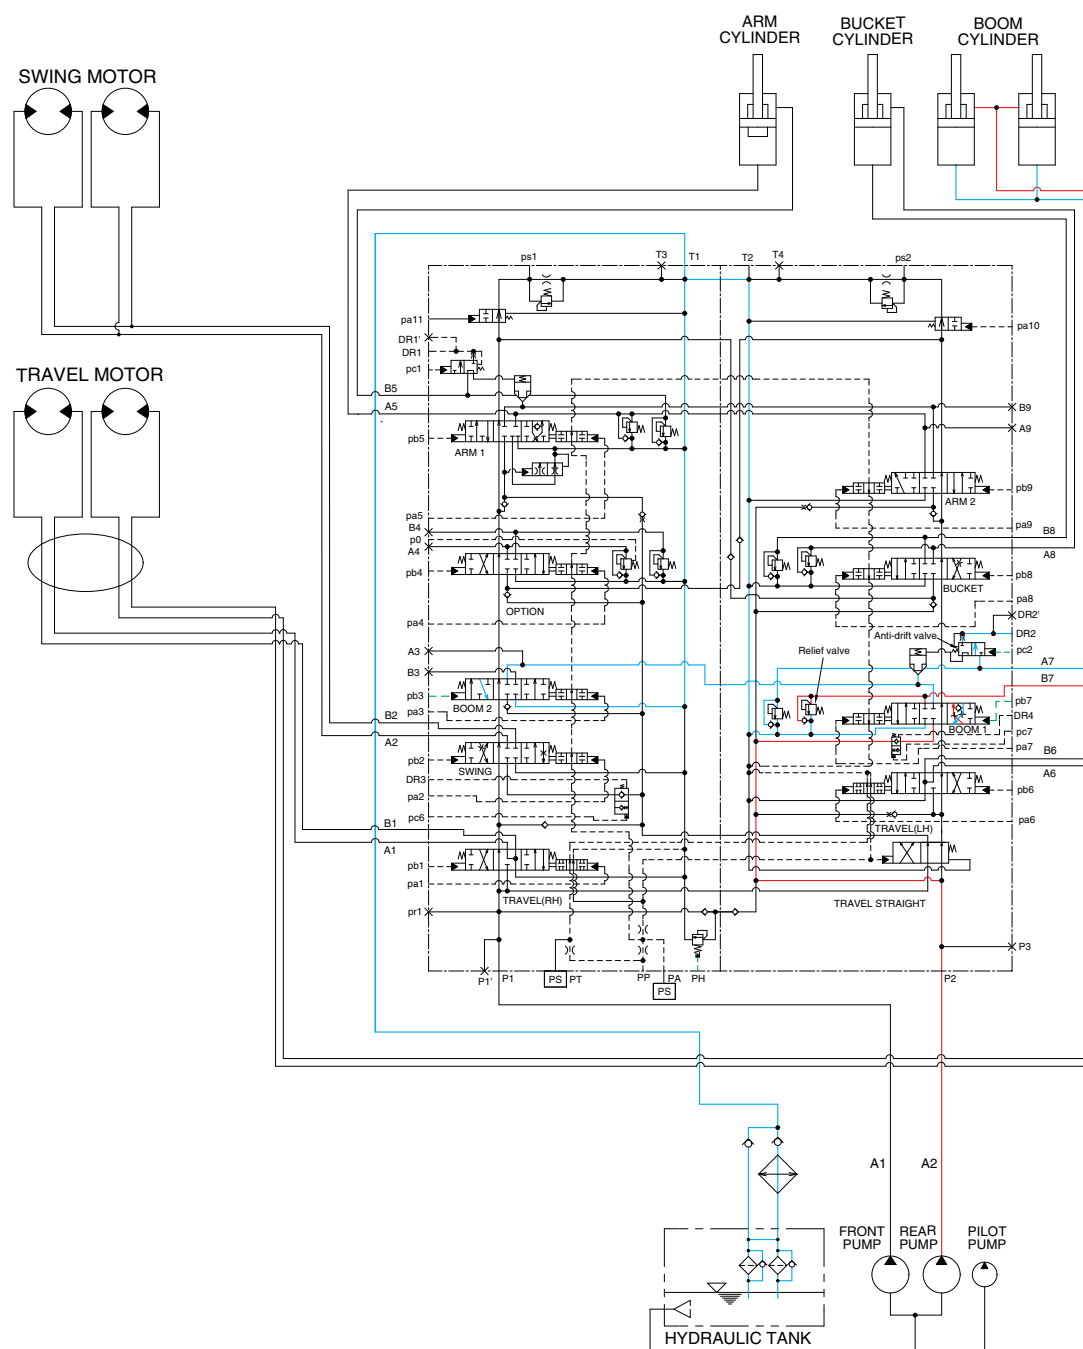 ARM
CYLINDER
BUCKET
CYLINDER
BOOM
CYLINDER
SWING MOTOR
TRAVEL MOTOR
ps1
T3
T1
T2
T4
ps2
pa11
pa10
DR1'
DR1
pc1
B5
A5
B9
A9
pb5
ARM 1
ARM 2
pb9
pa5
pa9
B4
p0
A4
B8
A8
pb4
OPTION
BUCKET
pb8
pa4
pa8
DR2'
Anti-drift valve
DR2
A3
Relief valve
pc2
A7
B3
B7
pb3
BOOM 2
pb7
pa3
BOOM 1
DR4
B2
pc7
A2
pa7
B6
pb2
SWING
A6
DR3
pb6
pa2
pc6
pa6
B1
TRAVEL(LH)
A1
pb1
pa1
TRAVEL(RH)
TRAVEL STRAIGHT
pr1
P3
P1'
P1
PS
PT
PP
PA
PH
P2
PS
A1
A2
FRONT
PUMP
REAR
PUMP
PILOT
PUMP
HYDRAULIC TANK